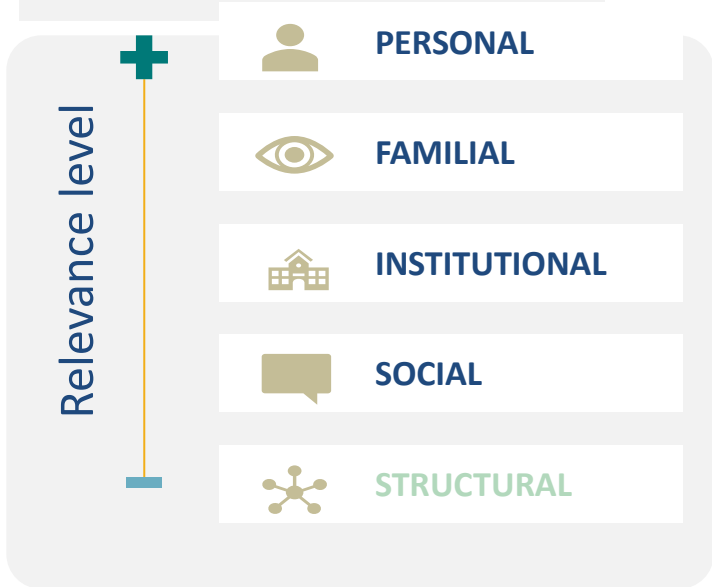 PERSONAL
FAMILIAL
INSTITUTIONAL
SOCIAL
STRUCTURAL
Relevance level